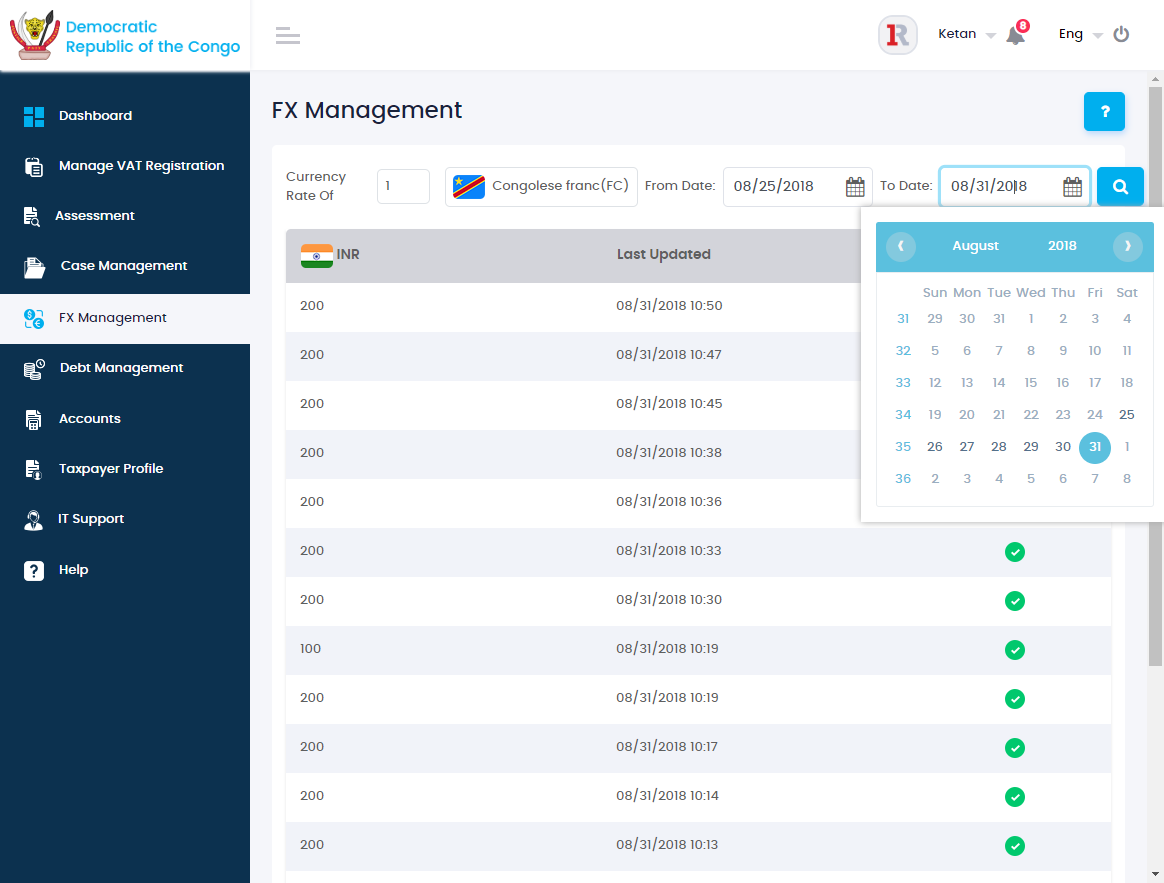 Democratic
Republic of the Congo
Ketan
8
Eng
Dashboard
Manage VAT Registration
Assessment
Case Management
FX Management
Debt Management
Accounts
Taxpayer Profile
IT Support
? Help
FX Management
?
Currency
Rate Of
1
Congolese franc(FC)
From Date:
08/25/2018
To Date:
08/31/2018
INR Last Updated
200 08/31/2018 10:50
200 08/31/2018 10:47
200 08/31/2018 10:45
200 08/31/2018 10:38
200 08/31/2018 10:36
200 08/31/2018 10:33
200 08/31/2018 10:30
100 08/31/2018 10:19
200 08/31/2018 10:19
200 08/31/2018 10:17
200 08/31/2018 10:14
200 08/31/2018 10:13
August 2018
Sun Mon Tue Wed Thu Fri Sat
31 29 30 31 1 2 3 4
32 5 6 7 8 9 10 11
33 12 13 14 15 16 17 18
34 19 20 21 22 23 24 25
35 26 27 28 29 30 31 1
36 2 3 4 5 6 7 8